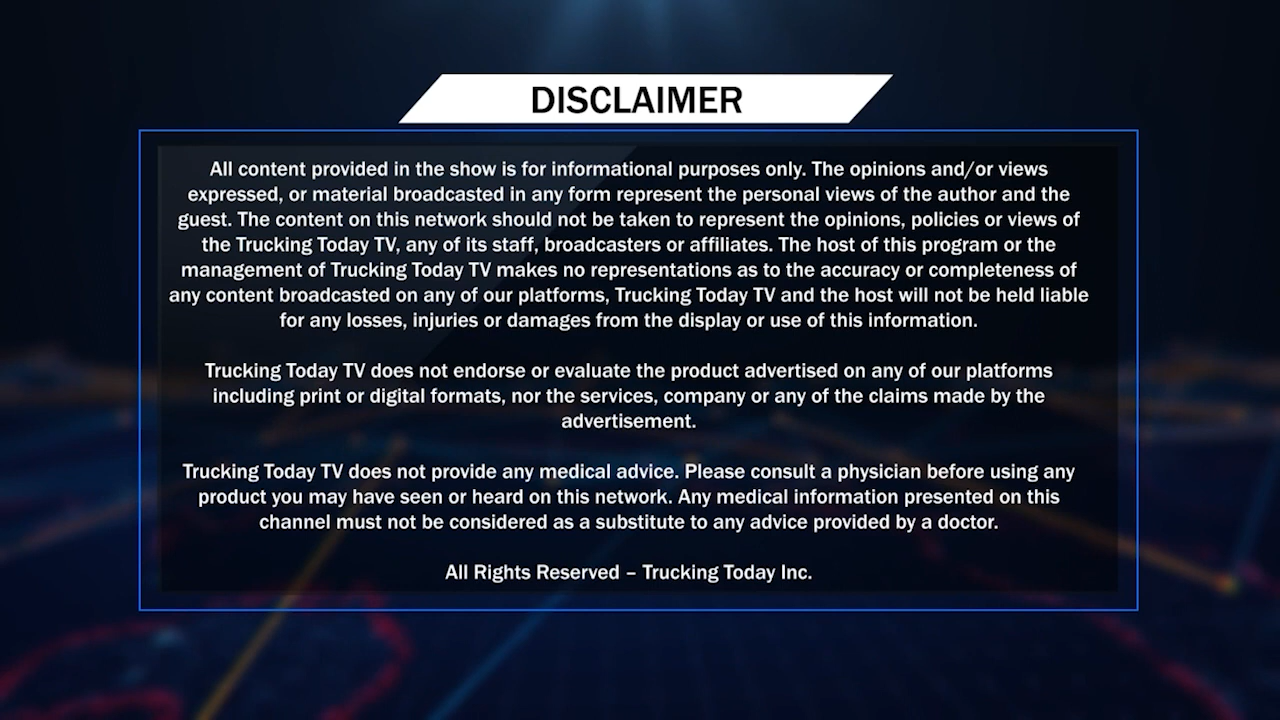 DISCLAIMER
All content provided in the show is for informational purposes only. The opinions and/or views
expressed, or material broadcasted in any form represent the personal views of the author and the
guest. The content on this network should not be taken to represent the opinions, policies or views of
the Trucking Today TV, any of its staff, broadcasters or affiliates. The host of this program or the
management of Trucking Today TV makes no representations as to the accuracy or completeness of
any content broadcasted on any of our platforms, Trucking Today TV and the host will not be held liable
for any losses, injuries or damages from the display or use of this information.
Trucking Today TV does not endorse or evaluate the product advertised on any of our platforms
including print or digital formats, nor the services, company or any of the claims made by the
advertisement.
Trucking Today TV does not provide any medical advice. Please consult a physician before using any
product you may have seen or heard on this network. Any medical information presented on this
channel must not be considered as a substitute to any advice provided by a doctor.
All Rights Reserved – Trucking Today Inc.